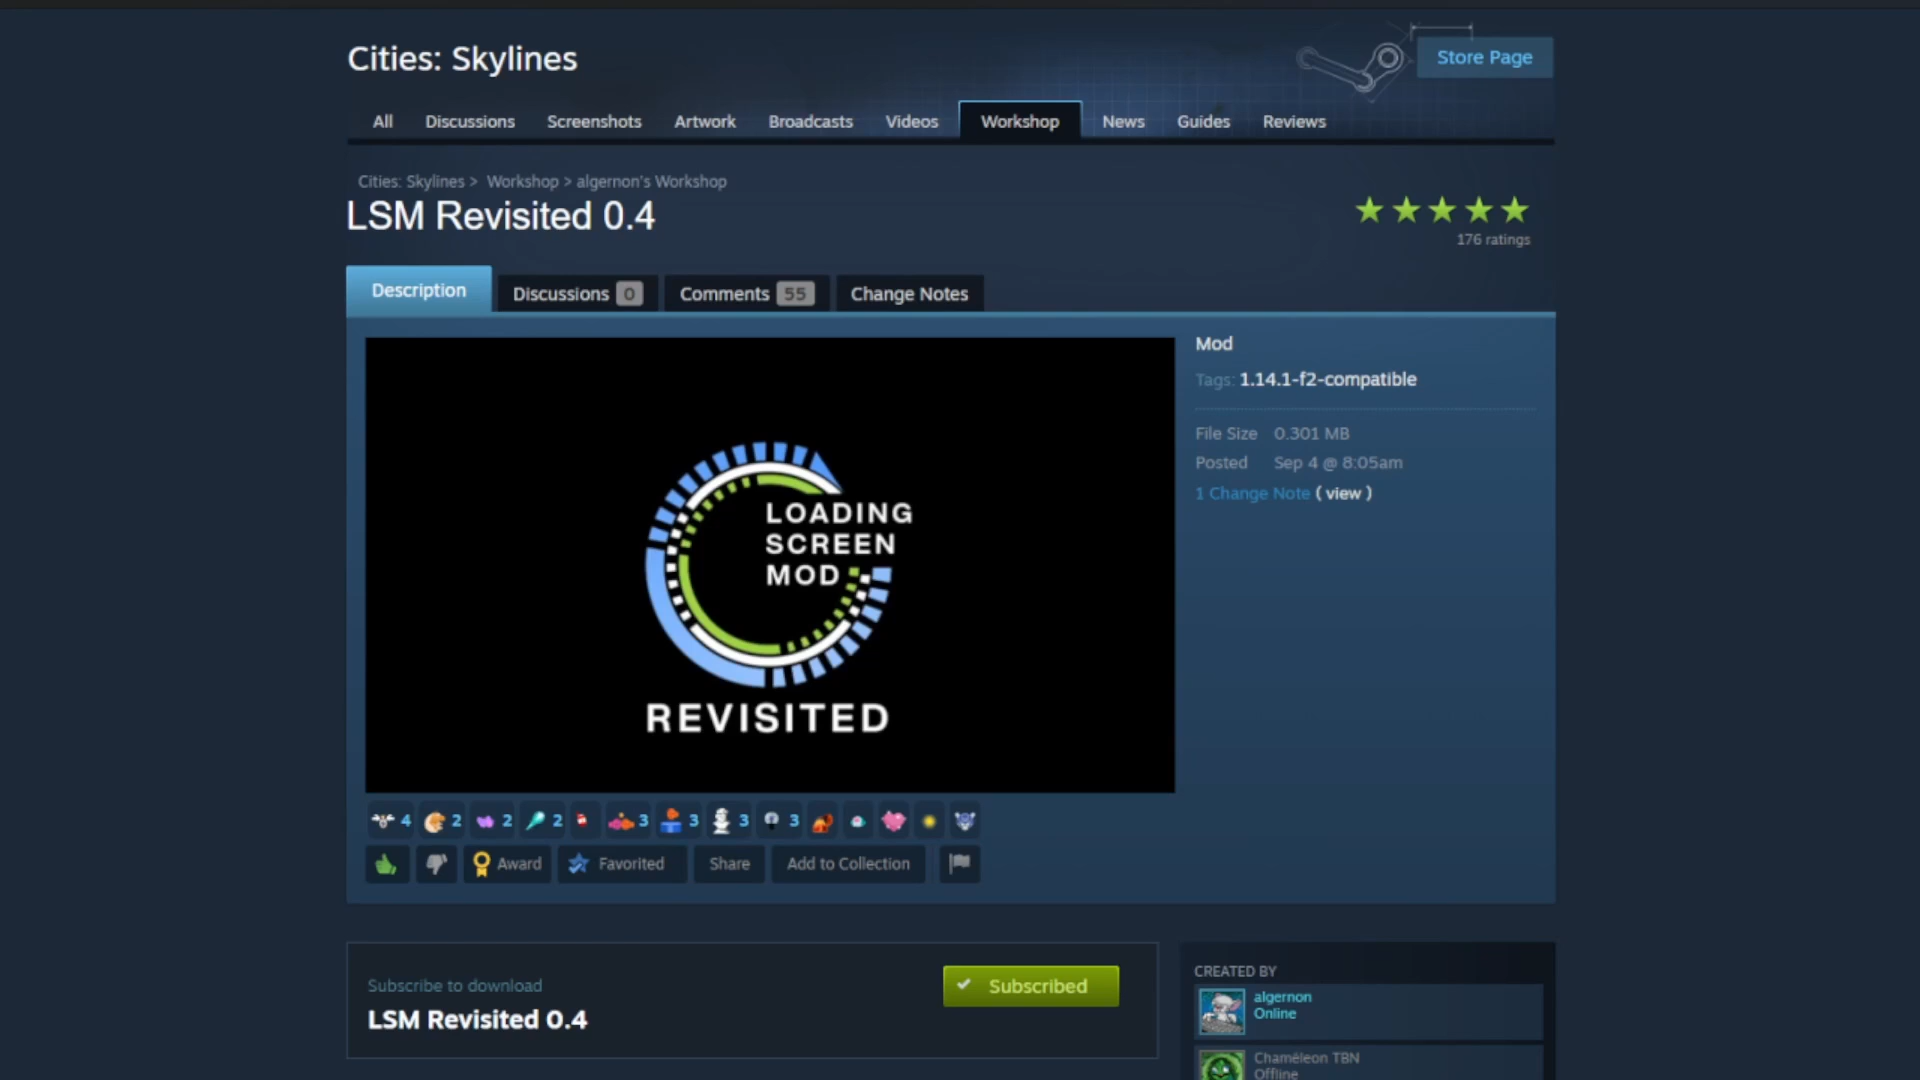 Cities: Skylines
Store Page
All Discussions Screenshots Artwork Broadcasts Videos Workshop News Guides Reviews
Cities: Skylines > Workshop > algernon's Workshop
LSM Revisited 0.4
176 ratings
Description Discussions 0 Comments 55 Change Notes
Mod
Tags: 1.14.1-f2-compatible
File Size 0.301 MB
Posted Sep 4 @ 8:05am
1 Change Note ( view )
LOADING
SCREEN
MOD
REVISITED
4 2 2 2 3 3 3 3
Award Favorited Share Add to Collection
Subscribe to download
LSM Revisited 0.4
Subscribed
CREATED BY
algernon
Online
Chaméleon TBN
Offline